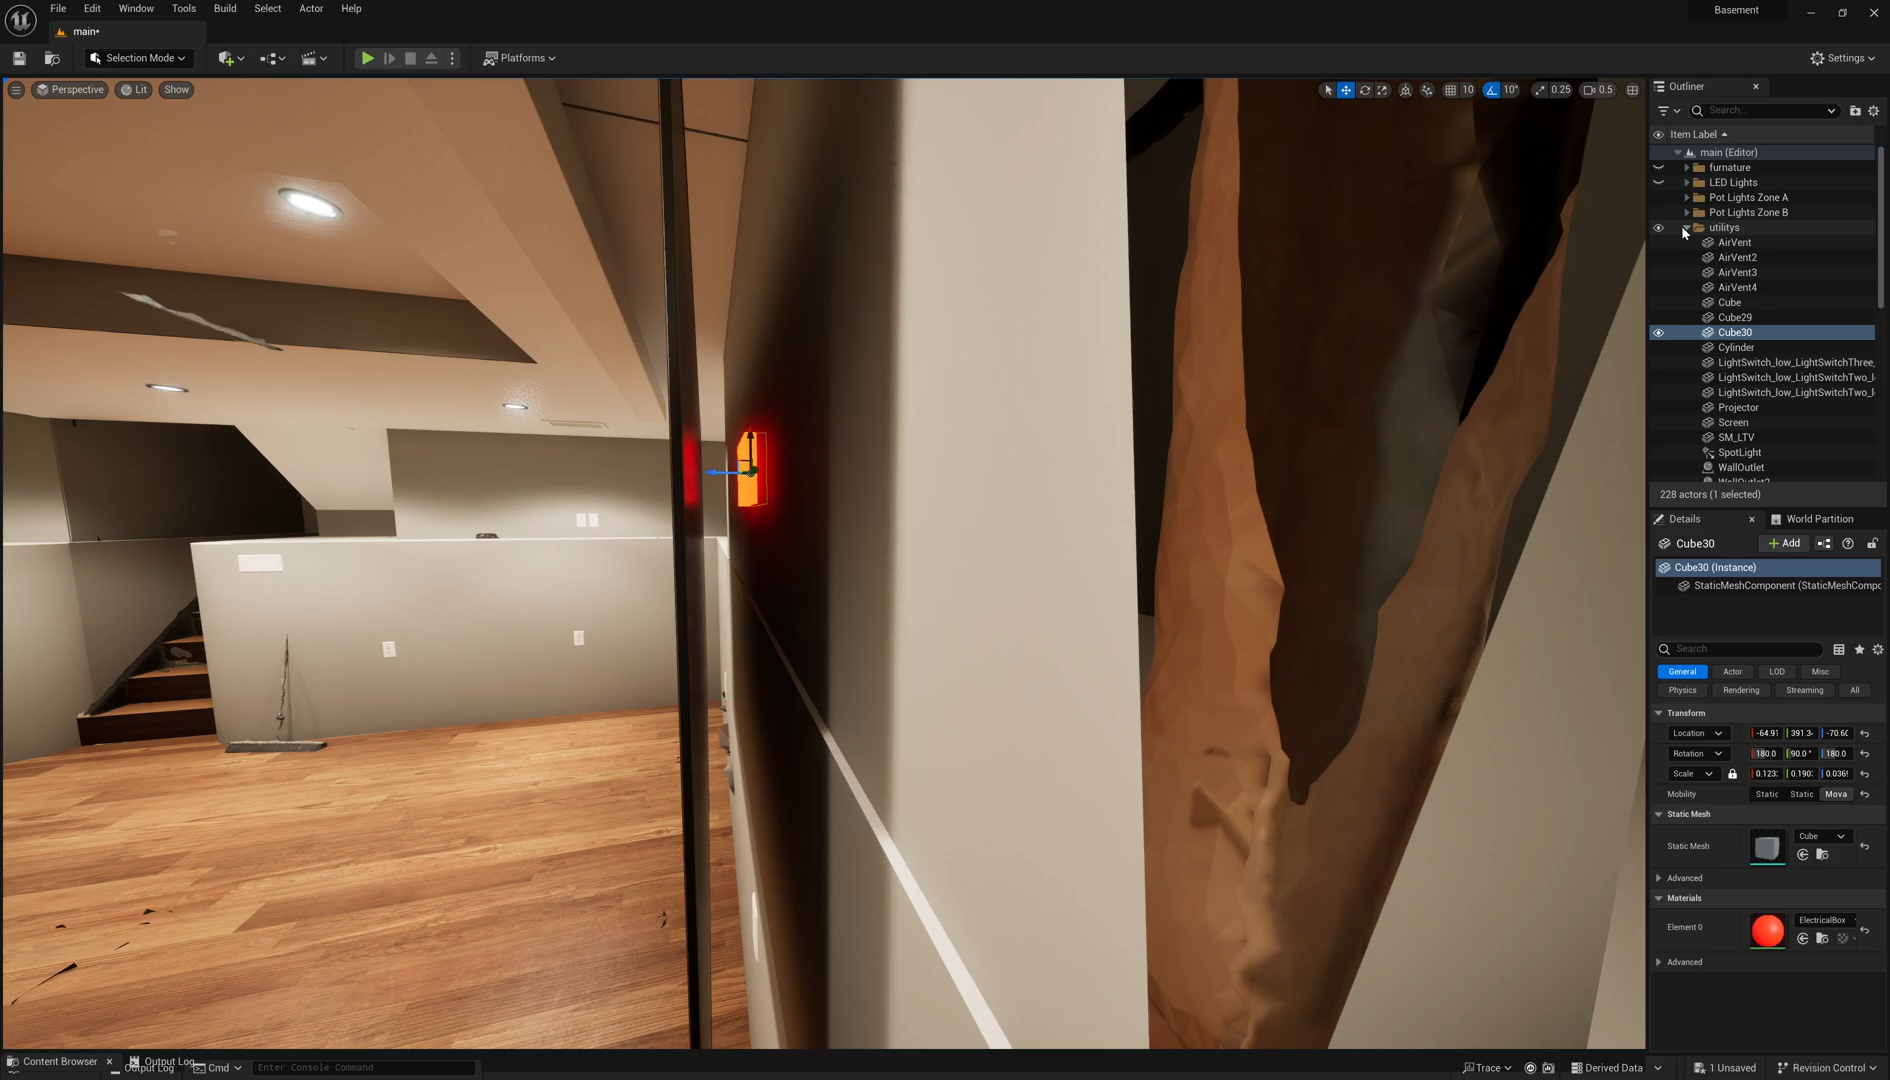 File Edit Window Tools Build Select Actor Help
Basement
main*
Selection Mode
Platforms
Settings
Perspective Lit Show
10 10° 0.25 0.5
Outliner
Search...
Item Label
main (Editor)
furnature
LED Lights
Pot Lights Zone A
Pot Lights Zone B
utilitys
AirVent
AirVent2
AirVent3
AirVent4
Cube
Cube29
Cube30
Cylinder
LightSwitch_low_LightSwitchThree_
LightSwitch_low_LightSwitchTwo_l
LightSwitch_low_LightSwitchTwo_l
Projector
Screen
SM_LTV
SpotLight
WallOutlet
228 actors (1 selected)
Details World Partition
Cube30 Add
Cube30 (Instance)
StaticMeshComponent (StaticMeshCompo
Search
General Actor LOD Misc
Physics Rendering Streaming All
Transform
Location -64.91 391.3 -70.60
Rotation 180.0 90.0 ° 180.0
Scale 0.123 0.190 0.036
Mobility Static Static Mova
Static Mesh
Static Mesh Cube
Advanced
Materials
Element 0 ElectricalBox
Advanced
Content Browser Output Log
Output Log Cmd Enter Console Command Trace Derived Data 1 Unsaved Revision Control